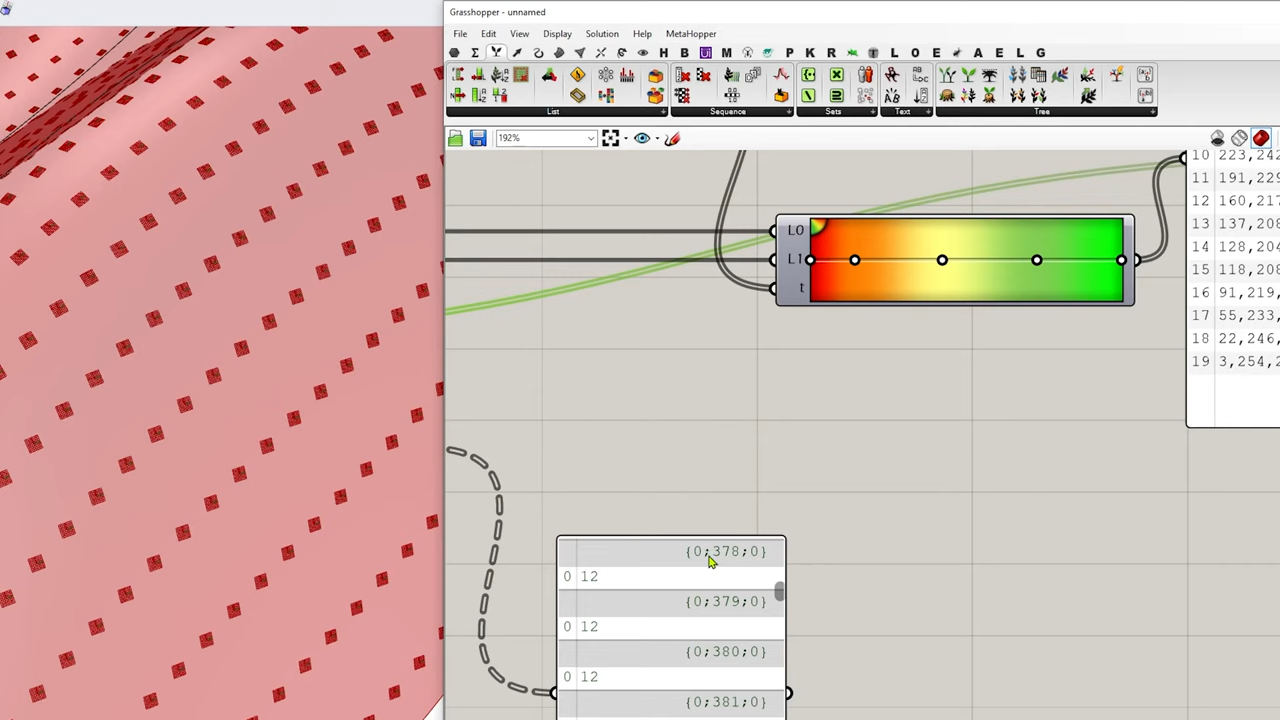 Grasshopper - unnamed
File Edit View Display Solution Help MetaHopper
H B U M P K R L O E A E L G
List Sequence Sets Text Tree
192%
10 223,242
11 191,229
12 160,217
13 137,208
14 128,204
15 118,208
16 91,219,
17 55,233,
18 22,246,
19 3,254,2
L0
L1
t
{0;378;0}
0 12
{0;379;0}
0 12
{0;380;0}
0 12
{0;381;0}